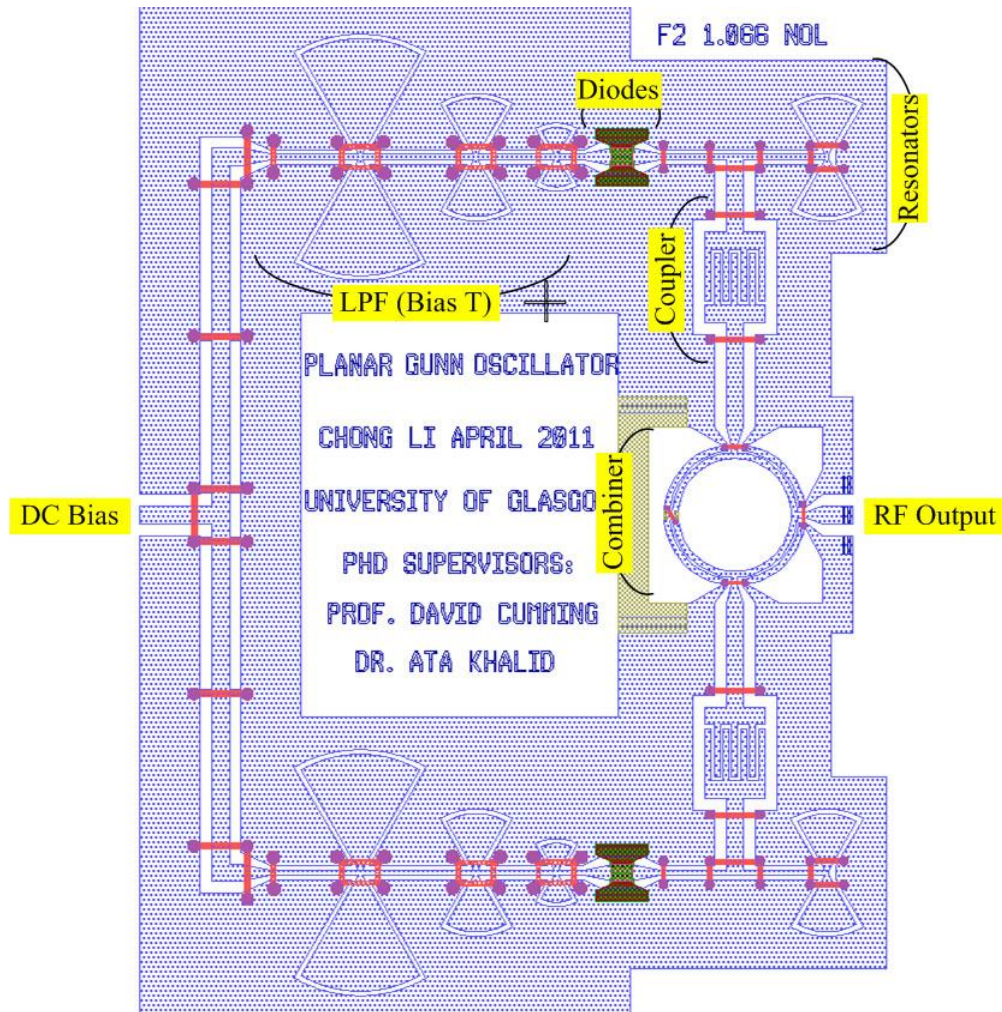 F2 1.066 NOL
Diodes
Resonators
Coupler
LPF (Bias T)
PLANAR GUNN OSCILLATOR
CHONG LI APRIL 2011
UNIVERSITY OF GLASGO
PHD SUPERVISORS:
PROF. DAVID CUMMING
DR. ATA KHALID
Combiner
DC Bias
RF Output